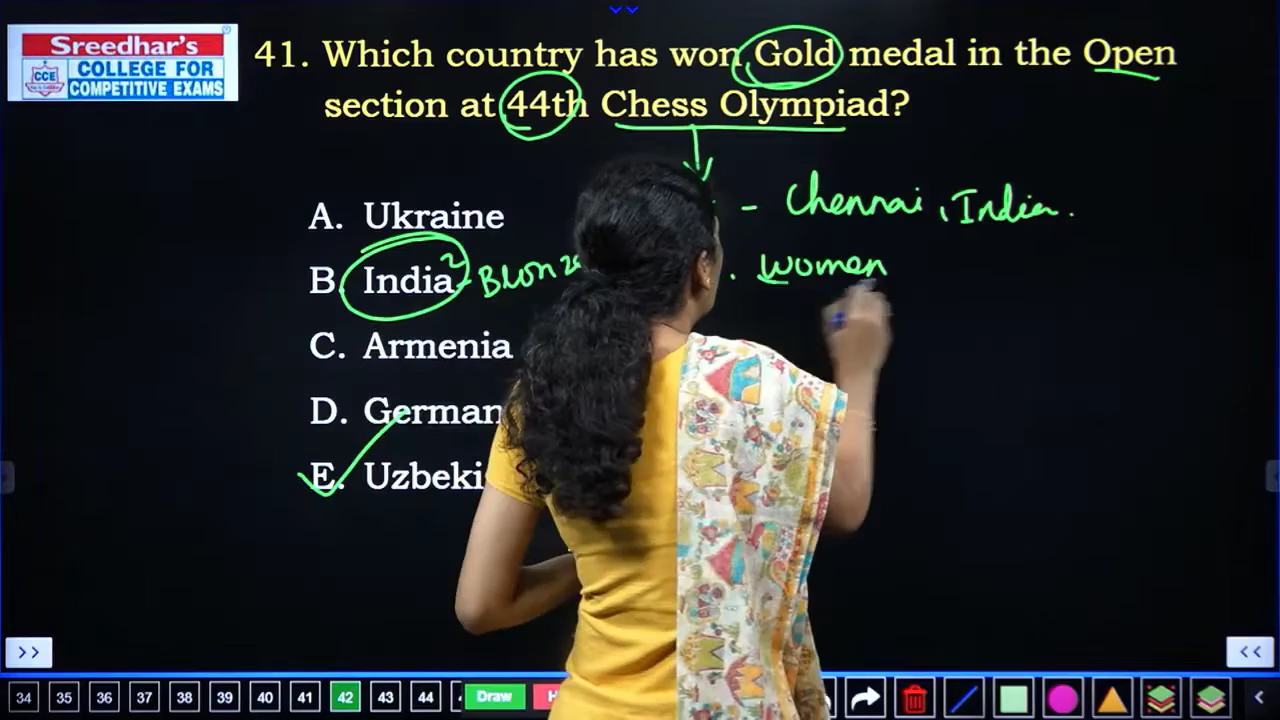 Sreedhar's
CCE
COLLEGE FOR
COMPETITIVE EXAMS
41. Which country has won Gold medal in the Open
section at 44th Chess Olympiad?
- Chennai, India.
A. Ukraine
B. India 2 - Bronze
. women
C. Armenia
D. German
E. Uzbeki
>>
<<
34 35 36 37 38 39 40 41 42 43 44 4 Draw H